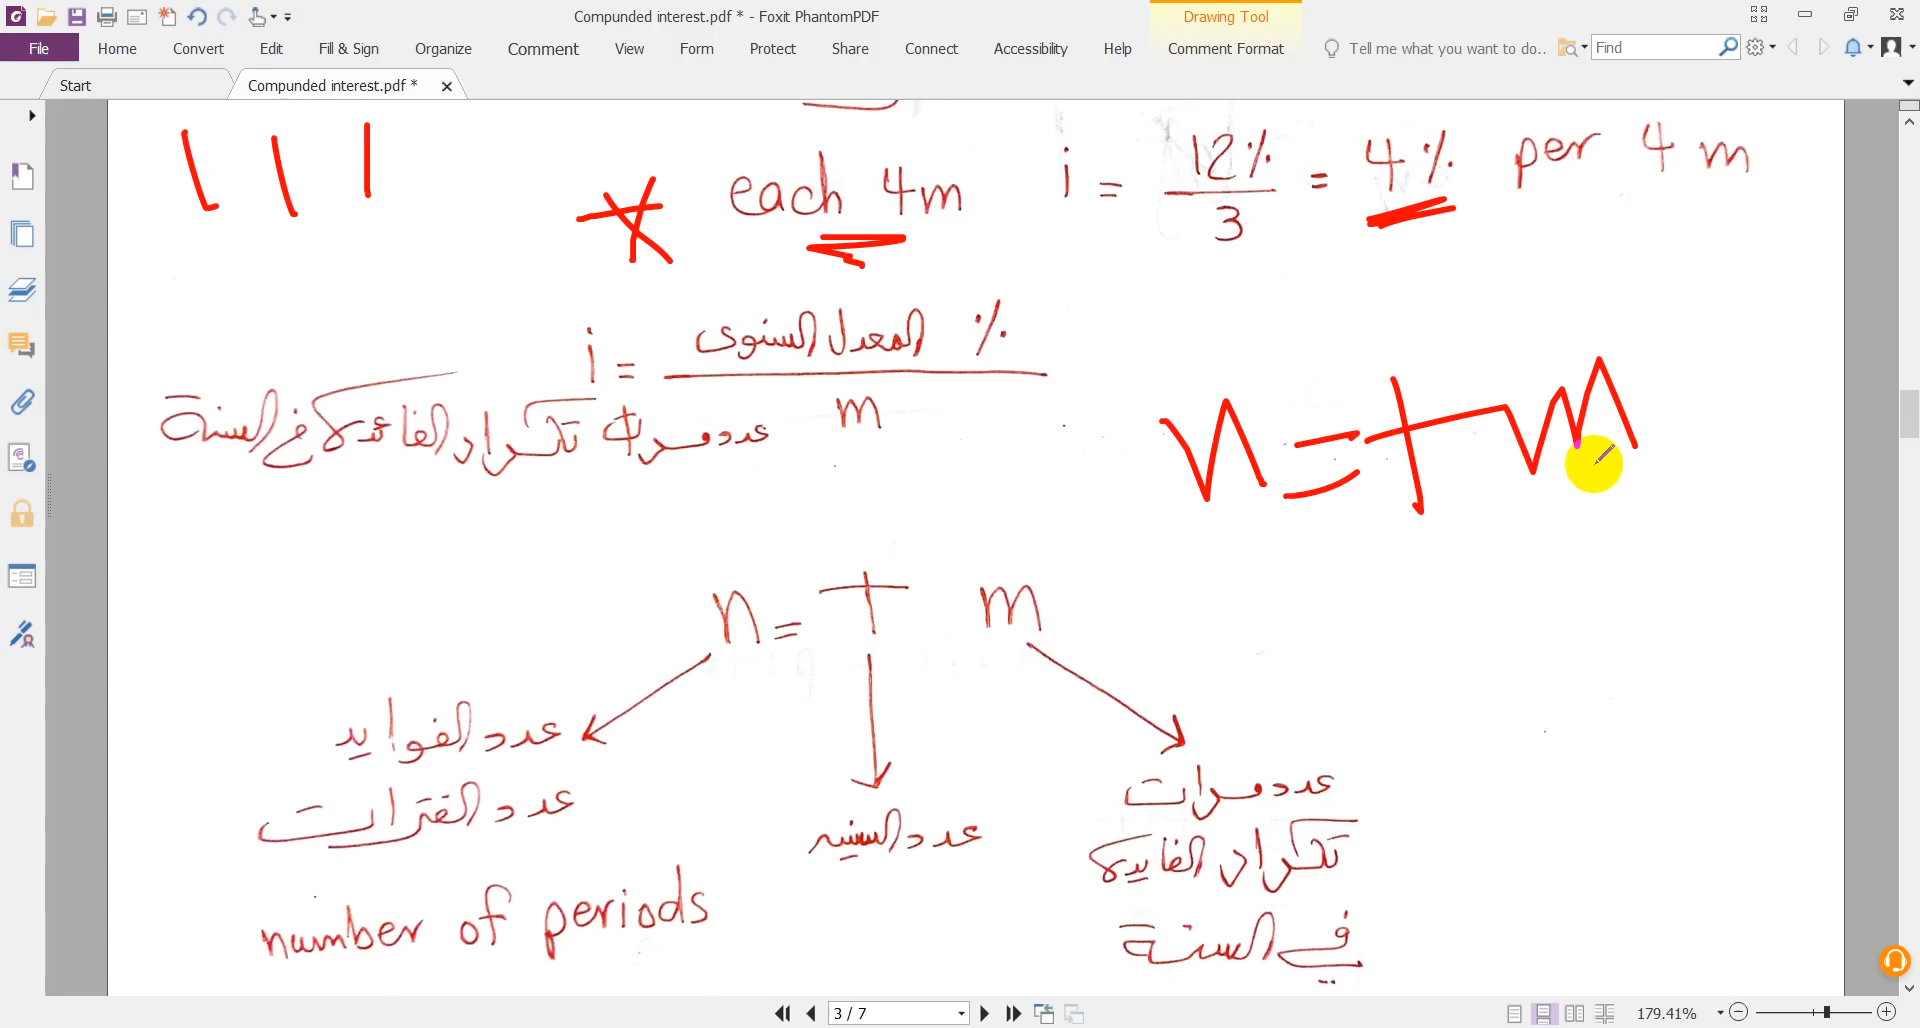 Compunded interest.pdf * - Foxit PhantomPDF
Drawing Tool
File Home Convert Edit Fill & Sign Organize Comment View Form Protect Share Connect Accessibility Help Comment Format Tell me what you want to do... Find
Start Compunded interest.pdf *
* each 4m i = 12% / 3 = 4% per 4 m
i = المعدل السنوى %
عدد مرات تكرار الفائدة في السنة m
n = t m
n = T m
عدد الفوايد
عدد الفترات
number of periods
عدد السنين
عدد مرات
تكرار الفايدة
في السنة
3 / 7
179.41%